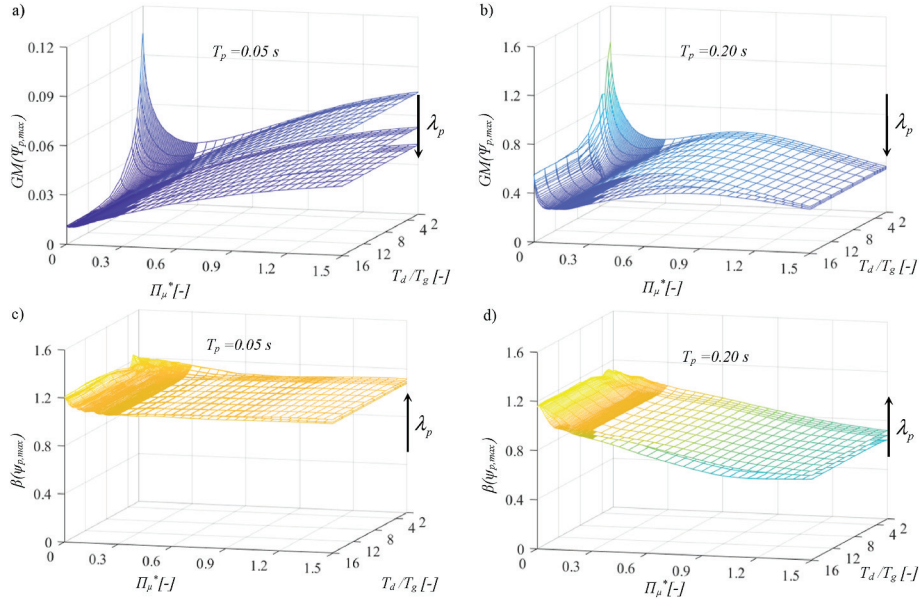 a)
T_p =0.05 s
GM(Ψ_p,max)
0.12
0.09
0.06
0.03
0
0
0.3
0.6
0.9
1.2
1.5
Π_μ*[-]
16
12
8
4
2
T_d/T_g [-]
λ_p
b)
T_p =0.20 s
GM(Ψ_p,max)
1.6
1.2
0.8
0.4
0
0
0.3
0.6
0.9
1.2
1.5
Π_μ*[-]
16
12
8
4
2
T_d/T_g [-]
λ_p
c)
T_p =0.05 s
β(ψ_p,max)
1.6
1.2
0.8
0.4
0
0
0.3
0.6
0.9
1.2
1.5
Π_μ*[-]
16
12
8
4
2
T_d/T_g [-]
λ_p
d)
T_p =0.20 s
β(ψ_p,max)
1.6
1.2
0.8
0.4
0
0
0.3
0.6
0.9
1.2
1.5
Π_μ*[-]
16
12
8
4
2
T_d/T_g [-]
λ_p